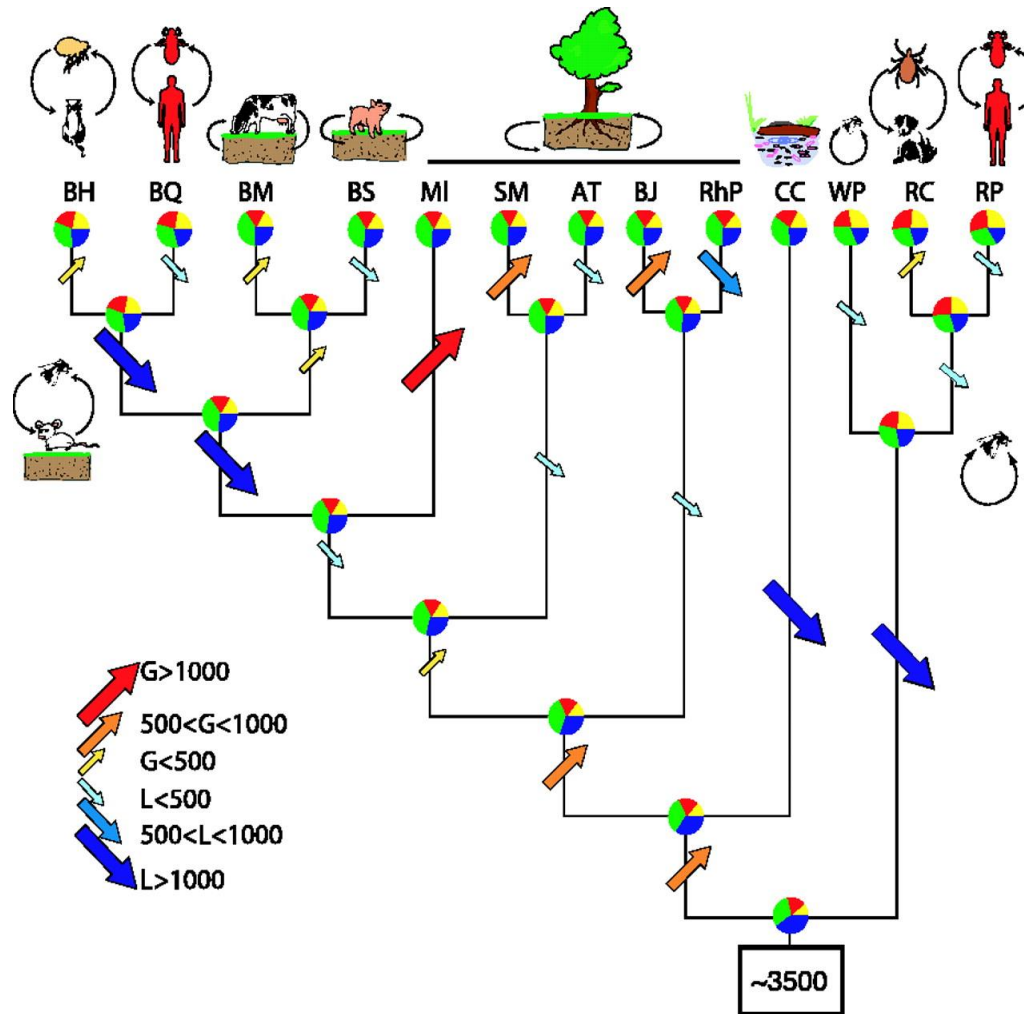 BH BQ BM BS Ml SM AT BJ RhP CC WP RC RP
G>1000
500<G<1000
G<500
L<500
500<L<1000
L>1000
~3500